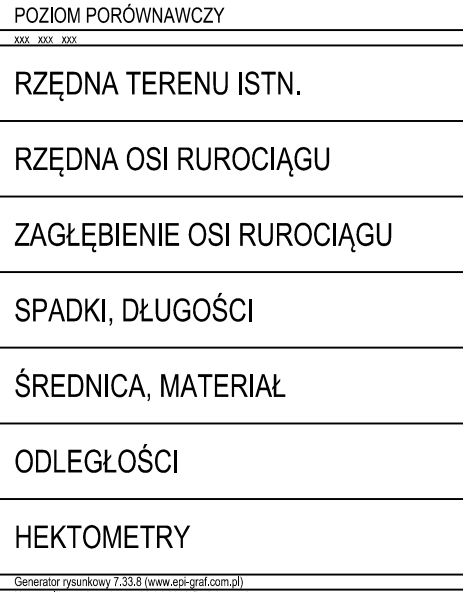 POZIOM PORÓWNAWCZY
xxx xxx xxx
RZĘDNA TERENU ISTN.
RZĘDNA OSI RUROCIĄGU
ZAGŁĘBIENIE OSI RUROCIĄGU
SPADKI, DŁUGOŚCI
ŚREDNICA, MATERIAŁ
ODLEGŁOŚCI
HEKTOMETRY
Generator rysunkowy 7.33.8 (www.epi-graf.com.pl)